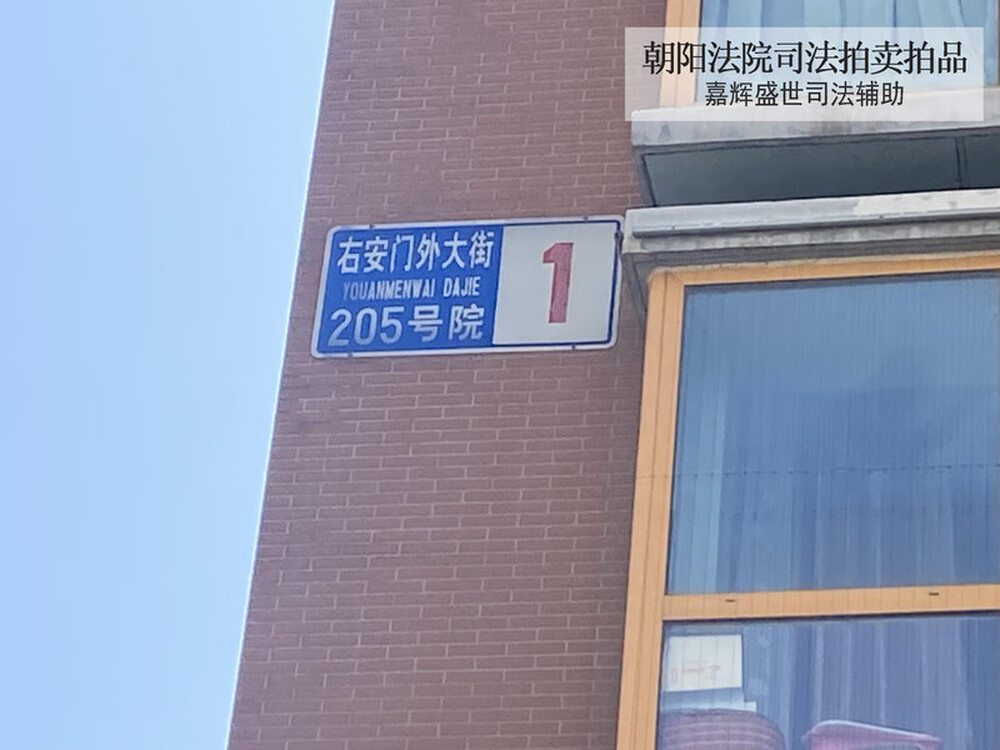 朝阳法院司法拍卖拍品
嘉辉盛世司法辅助
右安门外大街
YOUANMENWAI DAJIE
205号院
1